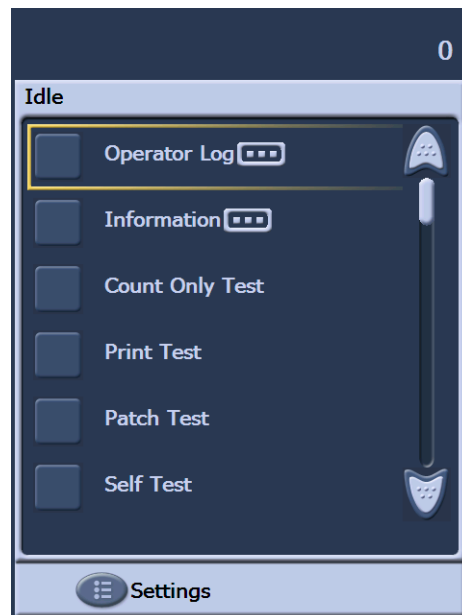 0
Idle
Operator Log
Information
Count Only Test
Print Test
Patch Test
Self Test
Settings